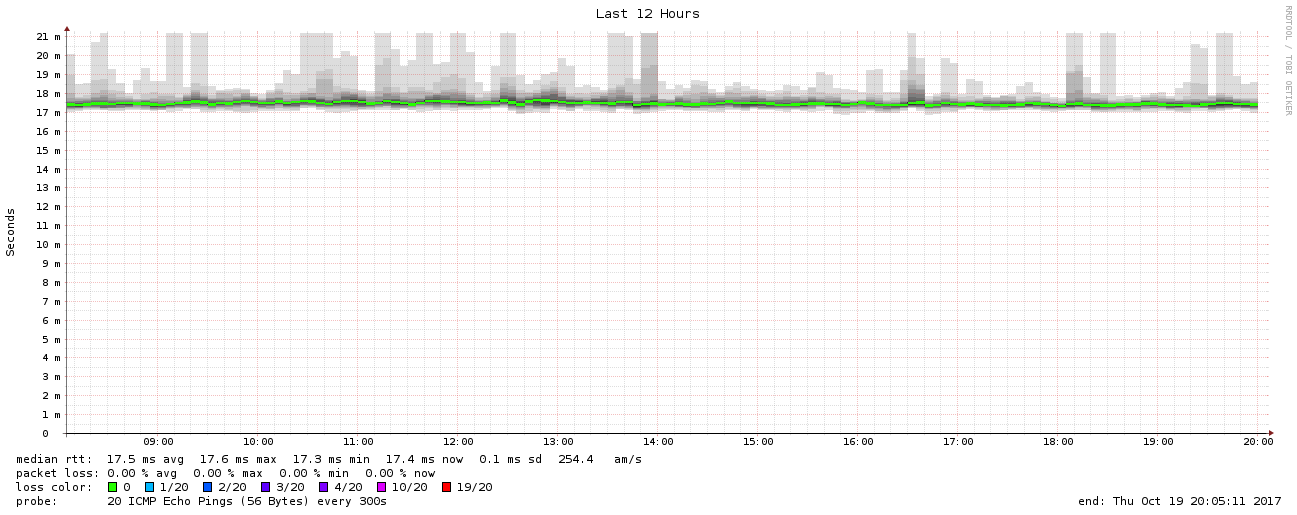 Last 12 Hours
RRDTOOL / TOBI OETIKER
Seconds
21 m
20 m
19 m
18 m
17 m
16 m
15 m
14 m
13 m
12 m
11 m
10 m
9 m
8 m
7 m
6 m
5 m
4 m
3 m
2 m
1 m
0
09:00 10:00 11:00 12:00 13:00 14:00 15:00 16:00 17:00 18:00 19:00 20:00
median rtt: 17.5 ms avg 17.6 ms max 17.3 ms min 17.4 ms now 0.1 ms sd 254.4 am/s
packet loss: 0.00 % avg 0.00 % max 0.00 % min 0.00 % now
loss color: 0 1/20 2/20 3/20 4/20 10/20 19/20
probe: 20 ICMP Echo Pings (56 Bytes) every 300s end: Thu Oct 19 20:05:11 2017